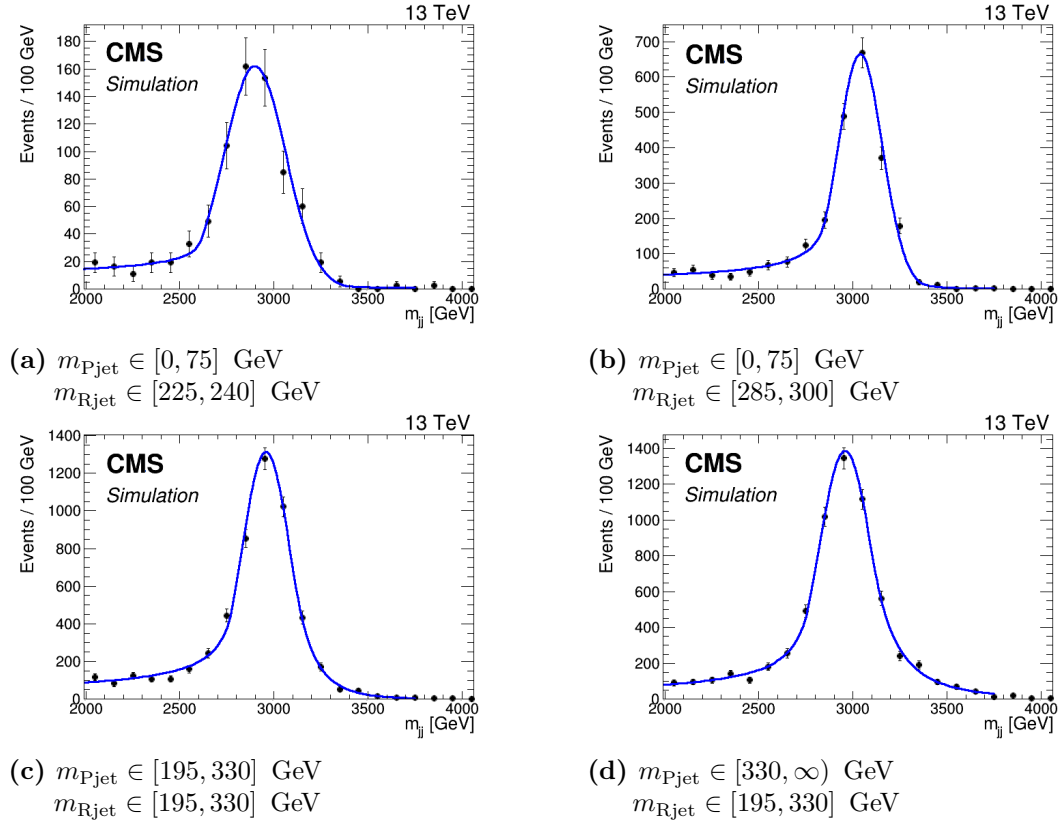 13 TeV
CMS
Simulation
Events / 100 GeV
180
160
140
120
100
80
60
40
20
0
2000 2500 3000 3500 4000
m_jj [GeV]
(a) m_Pjet ∈ [0, 75] GeV
m_Rjet ∈ [225, 240] GeV
13 TeV
CMS
Simulation
Events / 100 GeV
700
600
500
400
300
200
100
0
2000 2500 3000 3500 4000
m_jj [GeV]
(b) m_Pjet ∈ [0, 75] GeV
m_Rjet ∈ [285, 300] GeV
13 TeV
CMS
Simulation
Events / 100 GeV
1400
1200
1000
800
600
400
200
0
2000 2500 3000 3500 4000
m_jj [GeV]
(c) m_Pjet ∈ [195, 330] GeV
m_Rjet ∈ [195, 330] GeV
13 TeV
CMS
Simulation
Events / 100 GeV
1400
1200
1000
800
600
400
200
0
2000 2500 3000 3500 4000
m_jj [GeV]
(d) m_Pjet ∈ [330, ∞) GeV
m_Rjet ∈ [195, 330] GeV